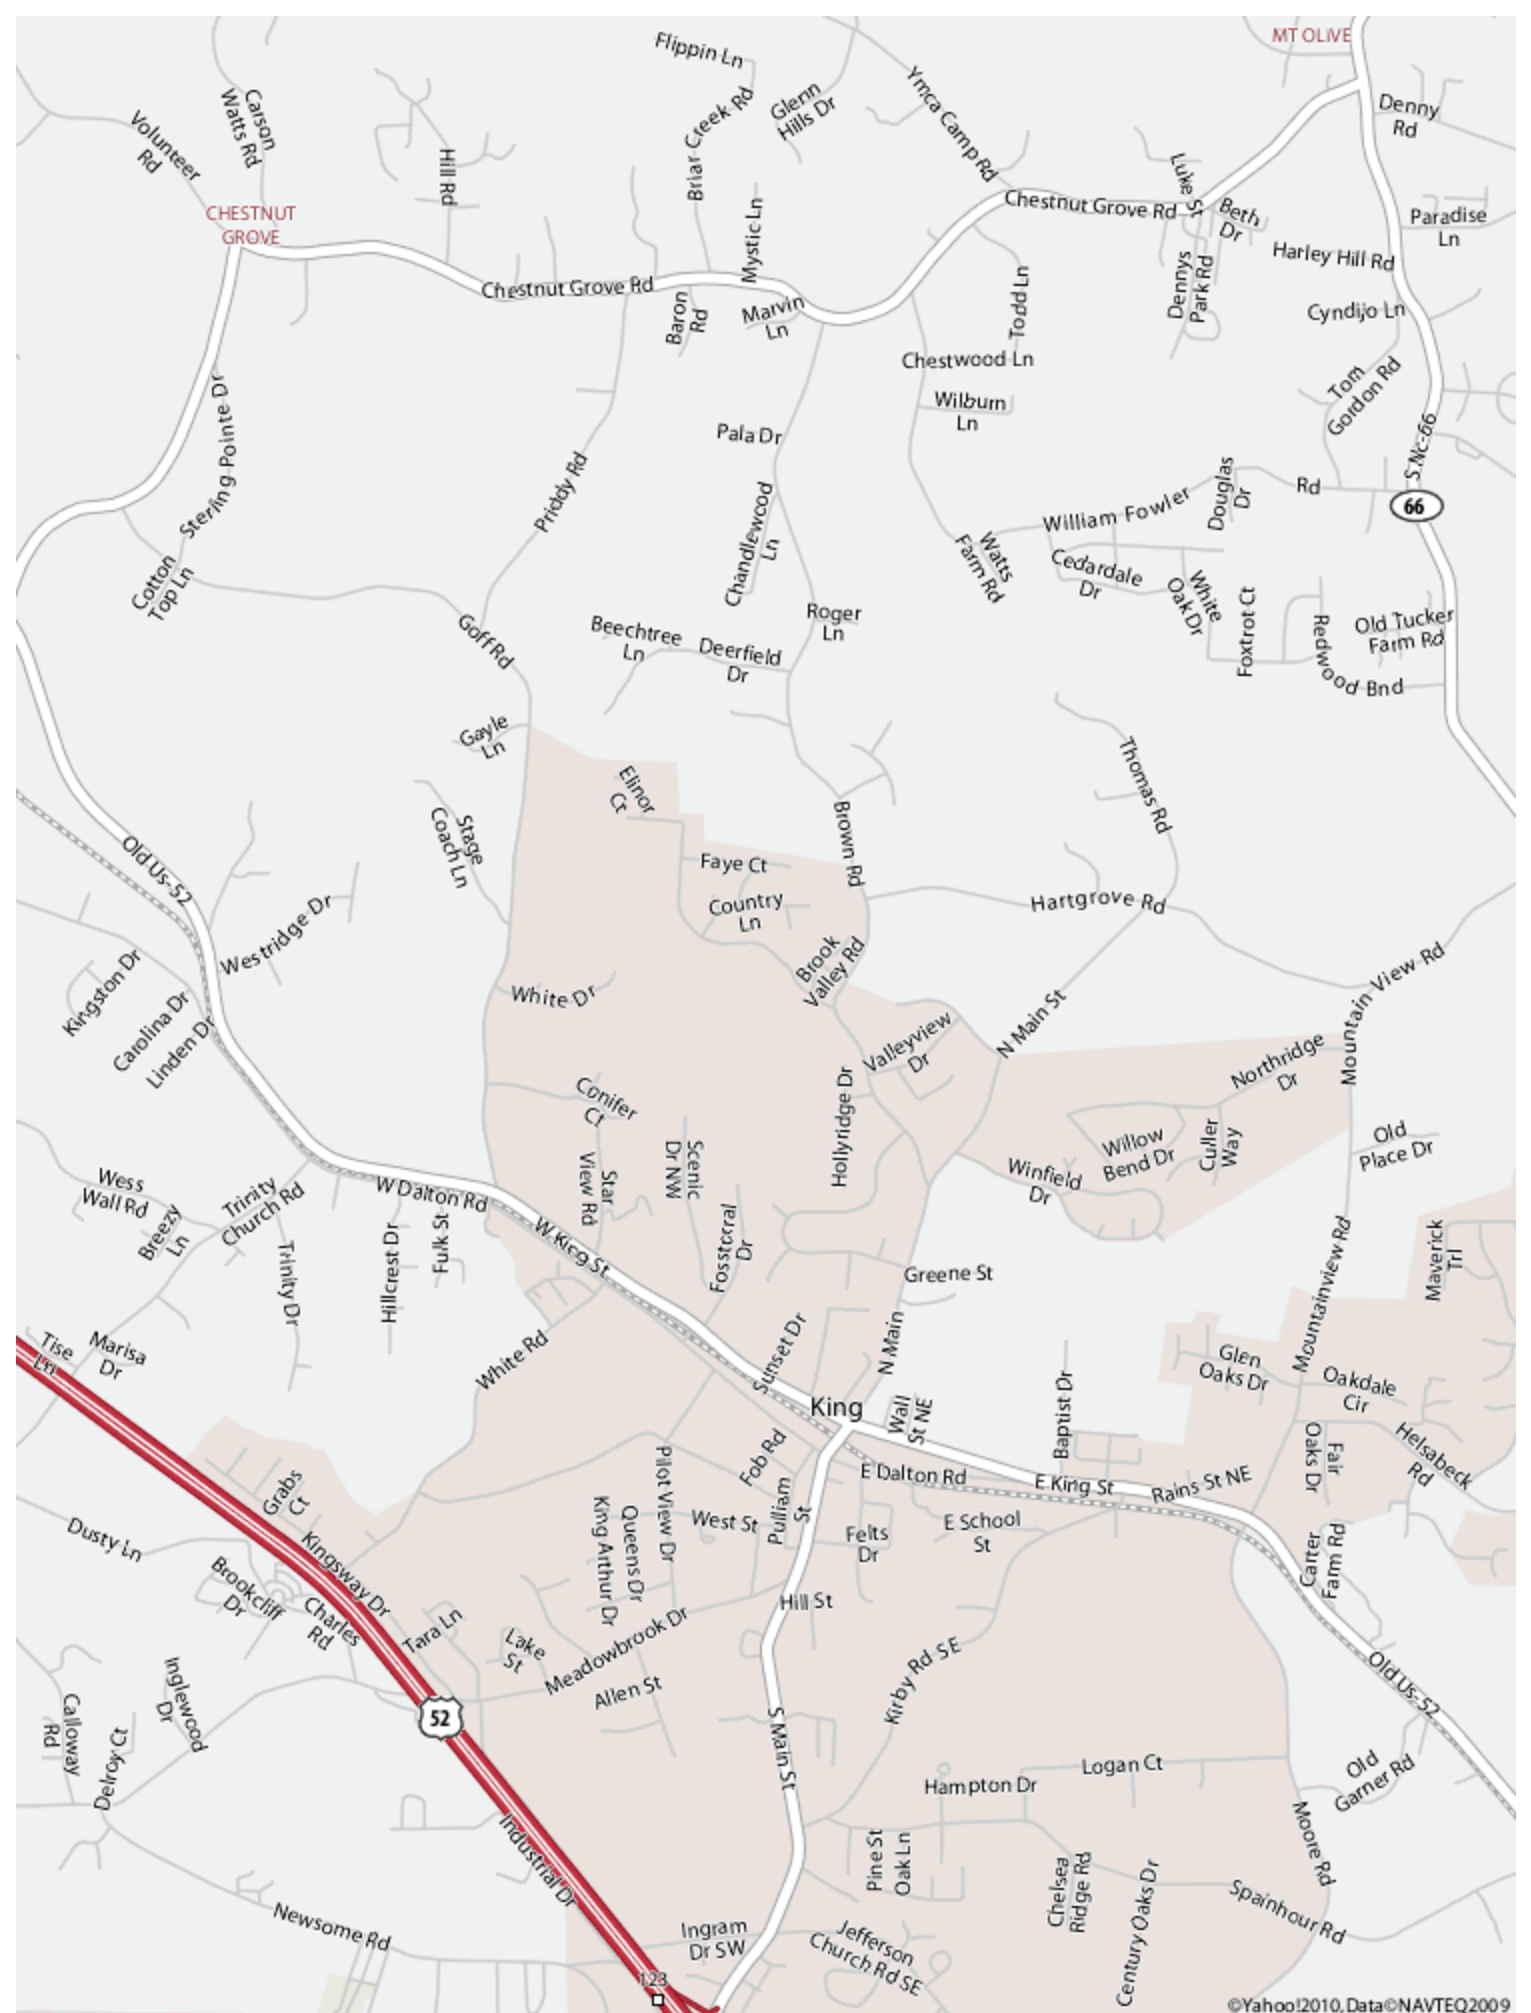 MT OLIVE
Flippin Ln
Carson
Watts Rd
Volunteer
Rd
Hill Rd
Briar Creek Rd
Glenn
Hills Dr
Ymca Camp Rd
Denny
Rd
Luke St
CHESTNUT
GROVE
Mystic Ln
Chestnut Grove Rd
Beth
Dr
Paradise
Ln
Harley Hill Rd
Dennys
Park Rd
Chestnut Grove Rd
Baron
Rd
Marvin
Ln
Todd Ln
Cyndijo Ln
Chestwood Ln
Tom
Gordon Rd
Wilburn
Ln
Sterling Pointe Dr
Pala Dr
S Nc-66
Priddy Rd
Douglas
Dr
Rd
66
William Fowler
Chandlewood
Ln
Watts
Farm Rd
Cotton
Top Ln
Cedardale
Dr
White
Oak Dr
Foxtrot Ct
Redwood Bnd
Old Tucker
Farm Rd
Goff Rd
Beechtree
Ln
Deerfield
Dr
Roger
Ln
Gayle
Ln
Thomas Rd
Elinor
Ct
Stage
Coach Ln
Brown Rd
Old Us-52
Faye Ct
Country
Ln
Hartgrove Rd
Westridge Dr
Brook
Valley Rd
Mountain View Rd
Kingston Dr
Carolina Dr
Linden Dr
White Dr
N Main St
Valleyview
Dr
Northridge
Dr
Conifer
Ct
Hollyridge Dr
Willow
Bend Dr
Culler
Way
Old
Place Dr
Scenic
Dr NW
Star
View Rd
Winfield
Dr
Wess
Wall Rd
Trinity
Church Rd
W Dalton Rd
Breezy
Ln
Fosstoral
Dr
W King St
Fulk St
Hillcrest Dr
Trinity Dr
Greene St
Mountainview Rd
Maverick
Trl
Tise
Ln
Marisa
Dr
White Rd
Sunset Dr
N Main
Glen
Oaks Dr
Oakdale
Cir
King
Wall
St NE
Baptist Dr
Fair
Oaks Dr
Helsabeck
Rd
Fob Rd
E Dalton Rd
E King St
Rains St NE
Grabs
Ct
Pilot View Dr
Queens Dr
King Arthur Dr
West St
Pulliam
St
Felts
Dr
E School
St
Dusty Ln
Kingsway Dr
Carter
Farm Rd
Brookcliff
Dr
Charles
Rd
Tara Ln
Lake
St
Hill St
Meadowbrook Dr
Allen St
Kirby Rd SE
Old Us-52
Inglewood
Dr
Calloway
Rd
Delroy Ct
52
S Main St
Logan Ct
Hampton Dr
Old
Garner Rd
Industrial Dr
Pine St
Oak Ln
Chelsea
Ridge Rd
Century Oaks Dr
Moore Rd
Spainhour Rd
Newsome Rd
Ingram
Dr SW
Jefferson
Church Rd SE
123
©Yahoo!2010, Data©NAVTEQ2009